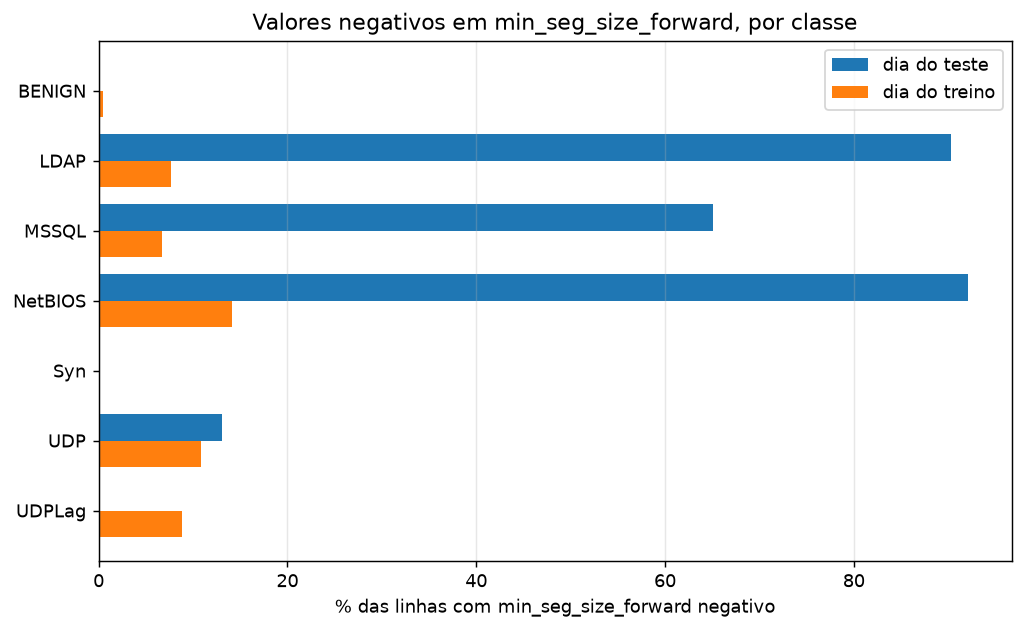 Valores negativos em min_seg_size_forward, por classe
dia do teste
dia do treino
BENIGN
LDAP
MSSQL
NetBIOS
Syn
UDP
UDPLag
0 20 40 60 80
% das linhas com min_seg_size_forward negativo